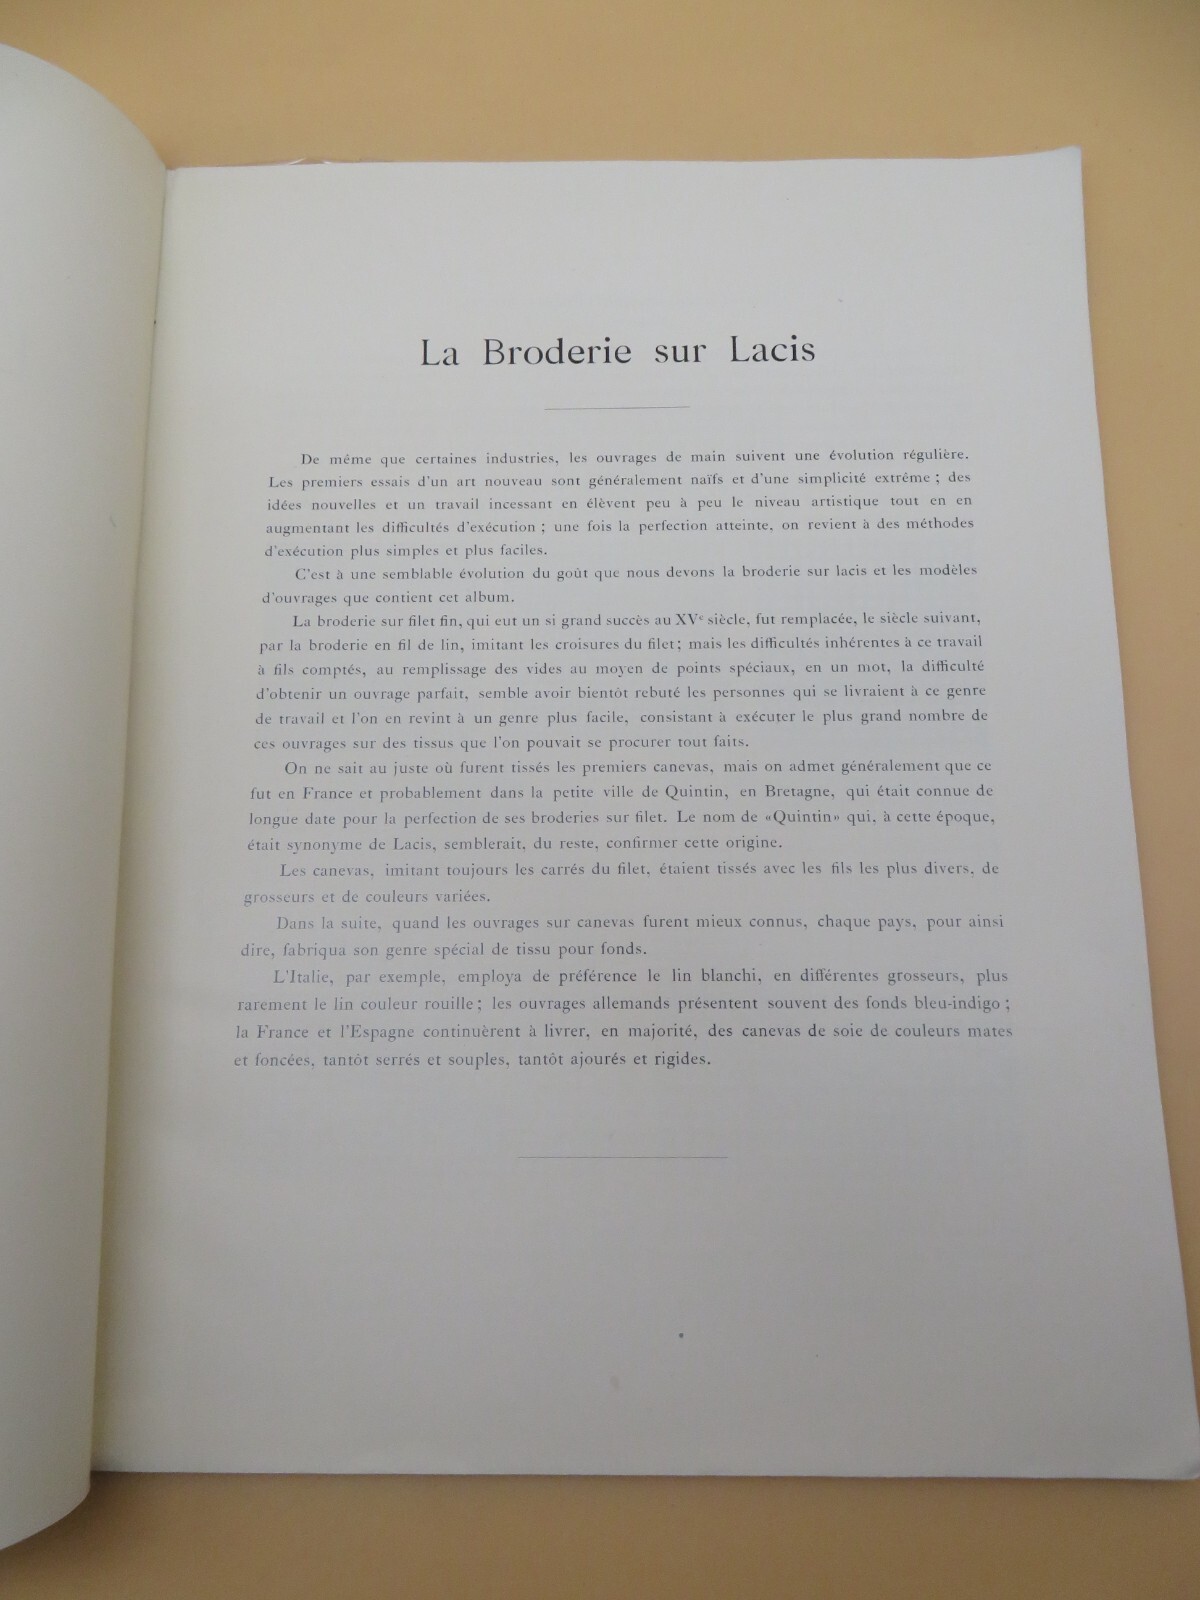 La Broderie sur Lacis
De même que certaines industries, les ouvrages de main suivent une évolution régulière.
Les premiers essais d'un art nouveau sont généralement naïfs et d'une simplicité extrême ; des
idées nouvelles et un travail incessant en élèvent peu à peu le niveau artistique tout en en
augmentant les difficultés d'exécution ; une fois la perfection atteinte, on revient à des méthodes
d'exécution plus simples et plus faciles.
C'est à une semblable évolution du goût que nous devons la broderie sur lacis et les modèles
d'ouvrages que contient cet album.
La broderie sur filet fin, qui eut un si grand succès au XVe siècle, fut remplacée, le siècle suivant,
par la broderie en fil de lin, imitant les croisures du filet ; mais les difficultés inhérentes à ce travail
à fils comptés, au remplissage des vides au moyen de points spéciaux, en un mot, la difficulté
d'obtenir un ouvrage parfait, semble avoir bientôt rebuté les personnes qui se livraient à ce genre
de travail et l'on en revint à un genre plus facile, consistant à exécuter le plus grand nombre de
ces ouvrages sur des tissus que l'on pouvait se procurer tout faits.
On ne sait au juste où furent tissés les premiers canevas, mais on admet généralement que ce
fut en France et probablement dans la petite ville de Quintin, en Bretagne, qui était connue de
longue date pour la perfection de ses broderies sur filet. Le nom de «Quintin» qui, à cette époque,
était synonyme de Lacis, semblerait, du reste, confirmer cette origine.
Les canevas, imitant toujours les carrés du filet, étaient tissés avec les fils les plus divers, de
grosseurs et de couleurs variées.
Dans la suite, quand les ouvrages sur canevas furent mieux connus, chaque pays, pour ainsi
dire, fabriqua son genre spécial de tissu pour fonds.
L'Italie, par exemple, employa de préférence le lin blanchi, en différentes grosseurs, plus
rarement le lin couleur rouille ; les ouvrages allemands présentent souvent des fonds bleu-indigo ;
la France et l'Espagne continuèrent à livrer, en majorité, des canevas de soie de couleurs mates
et foncées, tantôt serrés et souples, tantôt ajourés et rigides.